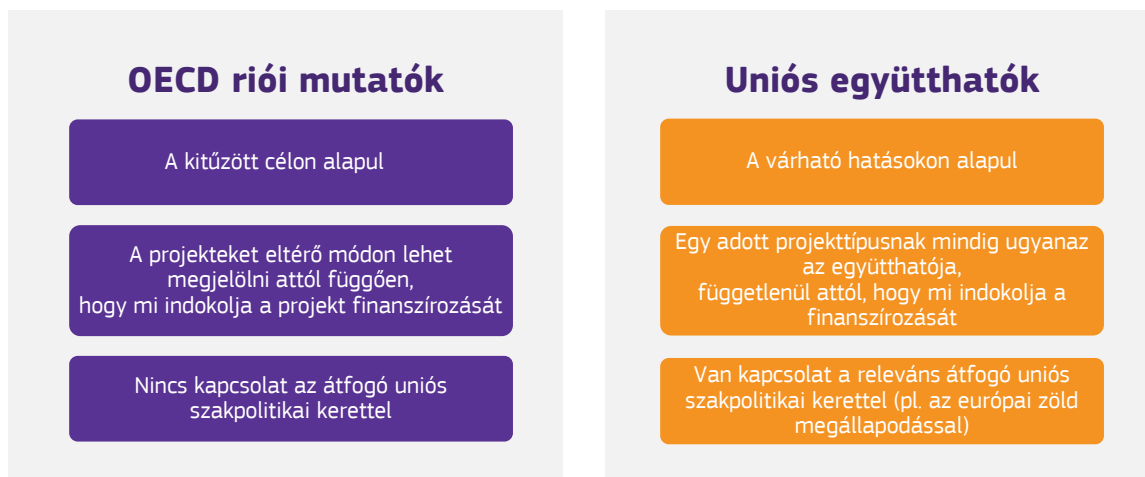 OECD riói mutatók
A kitűzött célon alapul
A projekteket eltérő módon lehet
megjelölni attól függően,
hogy mi indokolja a projekt finanszírozását
Nincs kapcsolat az átfogó uniós
szakpolitikai kerettel
Uniós együtthatók
A várható hatásokon alapul
Egy adott projekttípusnak mindig ugyanaz
az együtthatója,
függetlenül attól, hogy mi indokolja a
finanszírozását
Van kapcsolat a releváns átfogó uniós
szakpolitikai kerettel (pl. az európai zöld
megállapodással)